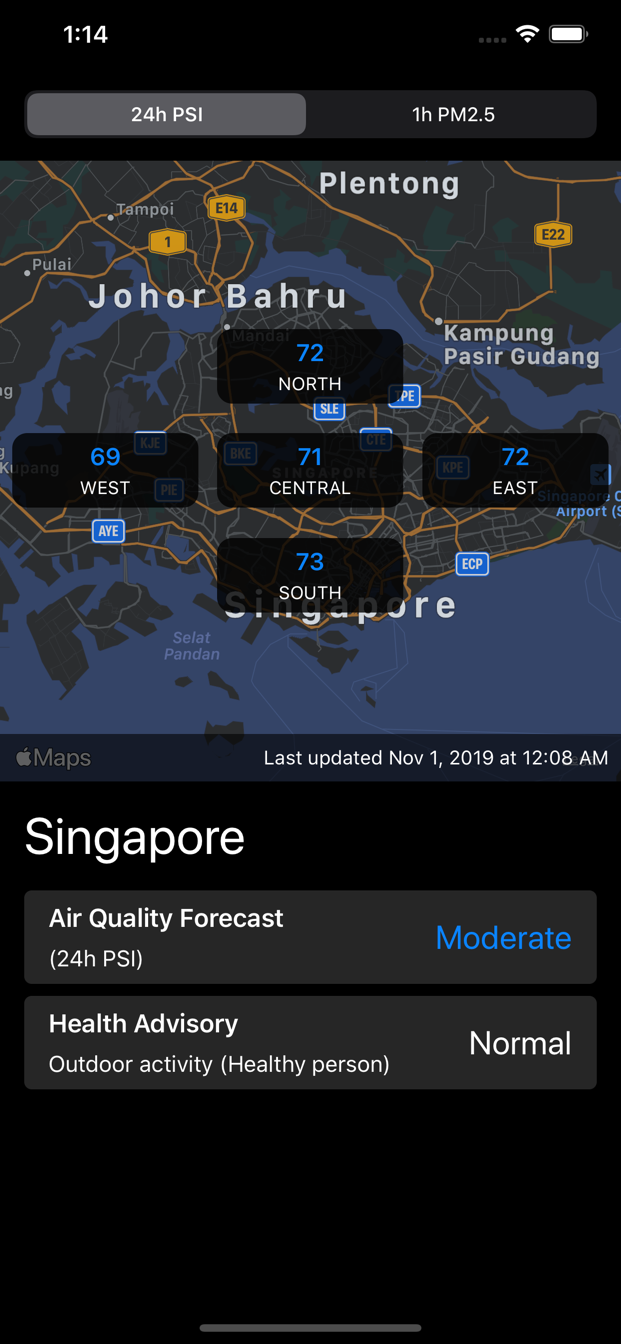 1:14
24h PSI
1h PM2.5
Plentong
Tampoi
E14
1
E22
Pulai
Johor Bahru
Mandai
Kampung
Pasir Gudang
72
NORTH
SLE
KJE
BKE
CTE
KPE
69
71
72
SINGAPORE
Kupang
WEST
CENTRAL
EAST
PIE
AYE
73
SOUTH
ECP
Singapore
Selat
Pandan
Maps
Last updated Nov 1, 2019 at 12:08 AM
Singapore
Air Quality Forecast
(24h PSI)
Moderate
Health Advisory
Outdoor activity (Healthy person)
Normal